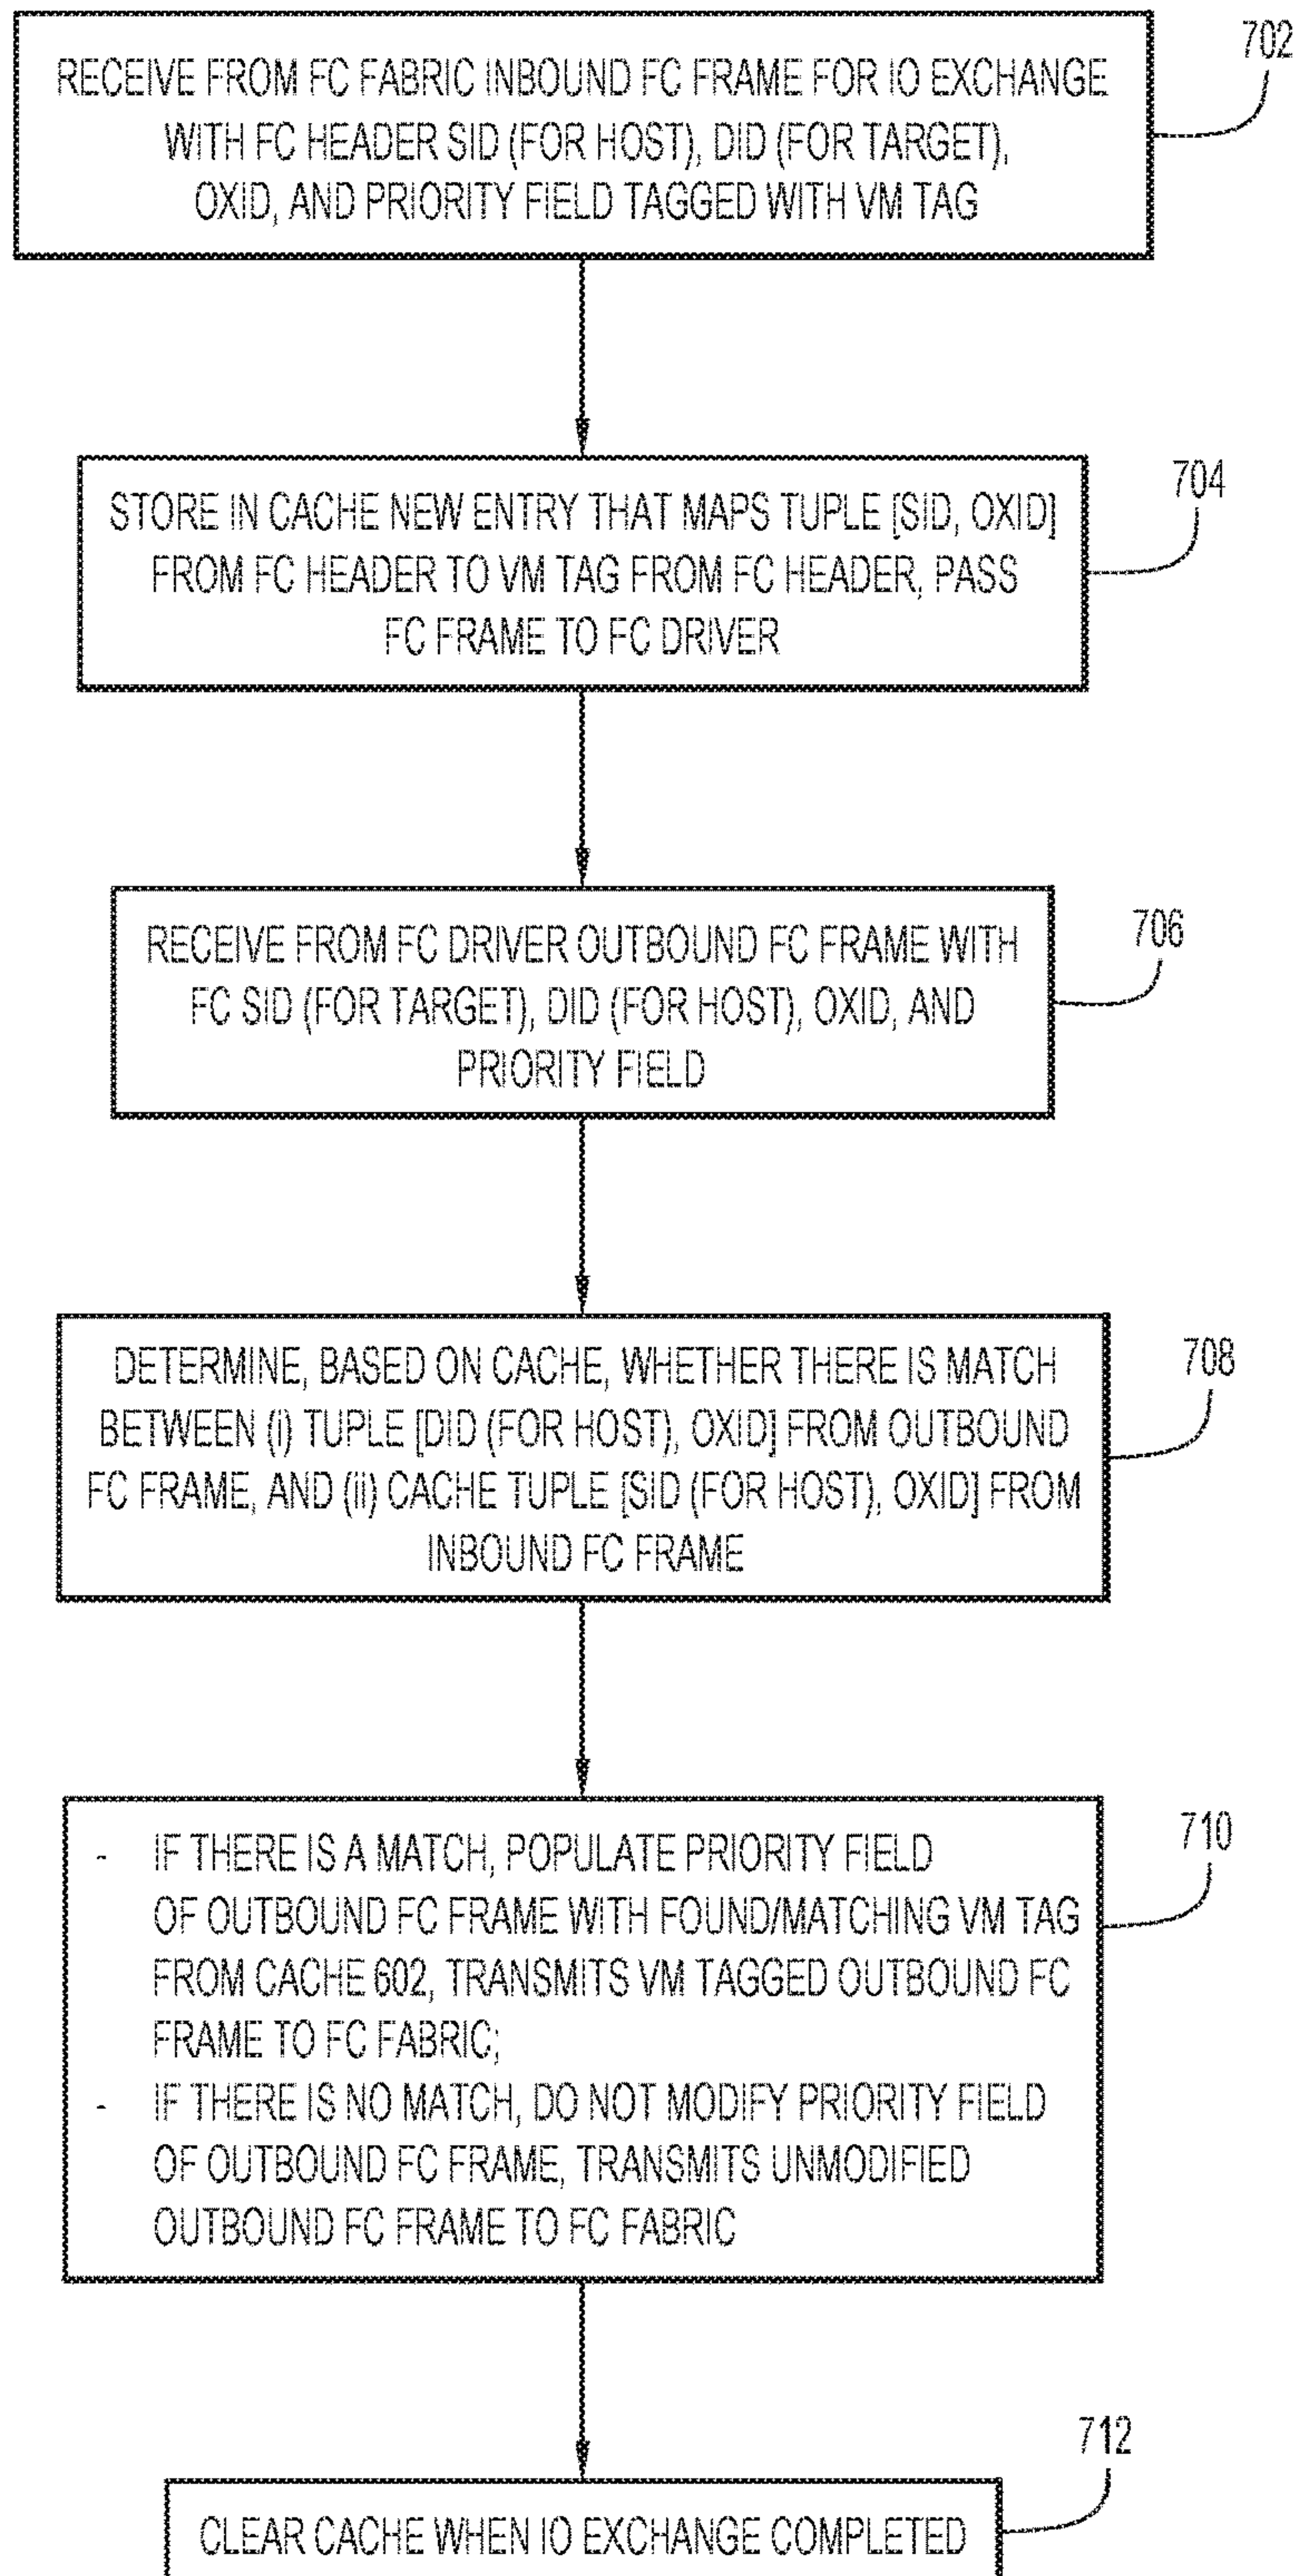 702
RECEIVE FROM FC FABRIC INBOUND FC FRAME FOR IO EXCHANGE
WITH FC HEADER SID (FOR HOST), DID (FOR TARGET),
OXID, AND PRIORITY FIELD TAGGED WITH VM TAG
704
STORE IN CACHE NEW ENTRY THAT MAPS TUPLE [SID, OXID]
FROM FC HEADER TO VM TAG FROM FC HEADER, PASS
FC FRAME TO FC DRIVER
706
RECEIVE FROM FC DRIVER OUTBOUND FC FRAME WITH
FC SID (FOR TARGET), DID (FOR HOST), OXID, AND
PRIORITY FIELD
708
DETERMINE, BASED ON CACHE, WHETHER THERE IS MATCH
BETWEEN (i) TUPLE [DID (FOR HOST), OXID] FROM OUTBOUND
FC FRAME, AND (ii) CACHE TUPLE [SID (FOR HOST), OXID] FROM
INBOUND FC FRAME
710
- IF THERE IS A MATCH, POPULATE PRIORITY FIELD
OF OUTBOUND FC FRAME WITH FOUND/MATCHING VM TAG
FROM CACHE 602, TRANSMITS VM TAGGED OUTBOUND FC
FRAME TO FC FABRIC;
- IF THERE IS NO MATCH, DO NOT MODIFY PRIORITY FIELD
OF OUTBOUND FC FRAME, TRANSMITS UNMODIFIED
OUTBOUND FC FRAME TO FC FABRIC
712
CLEAR CACHE WHEN IO EXCHANGE COMPLETED